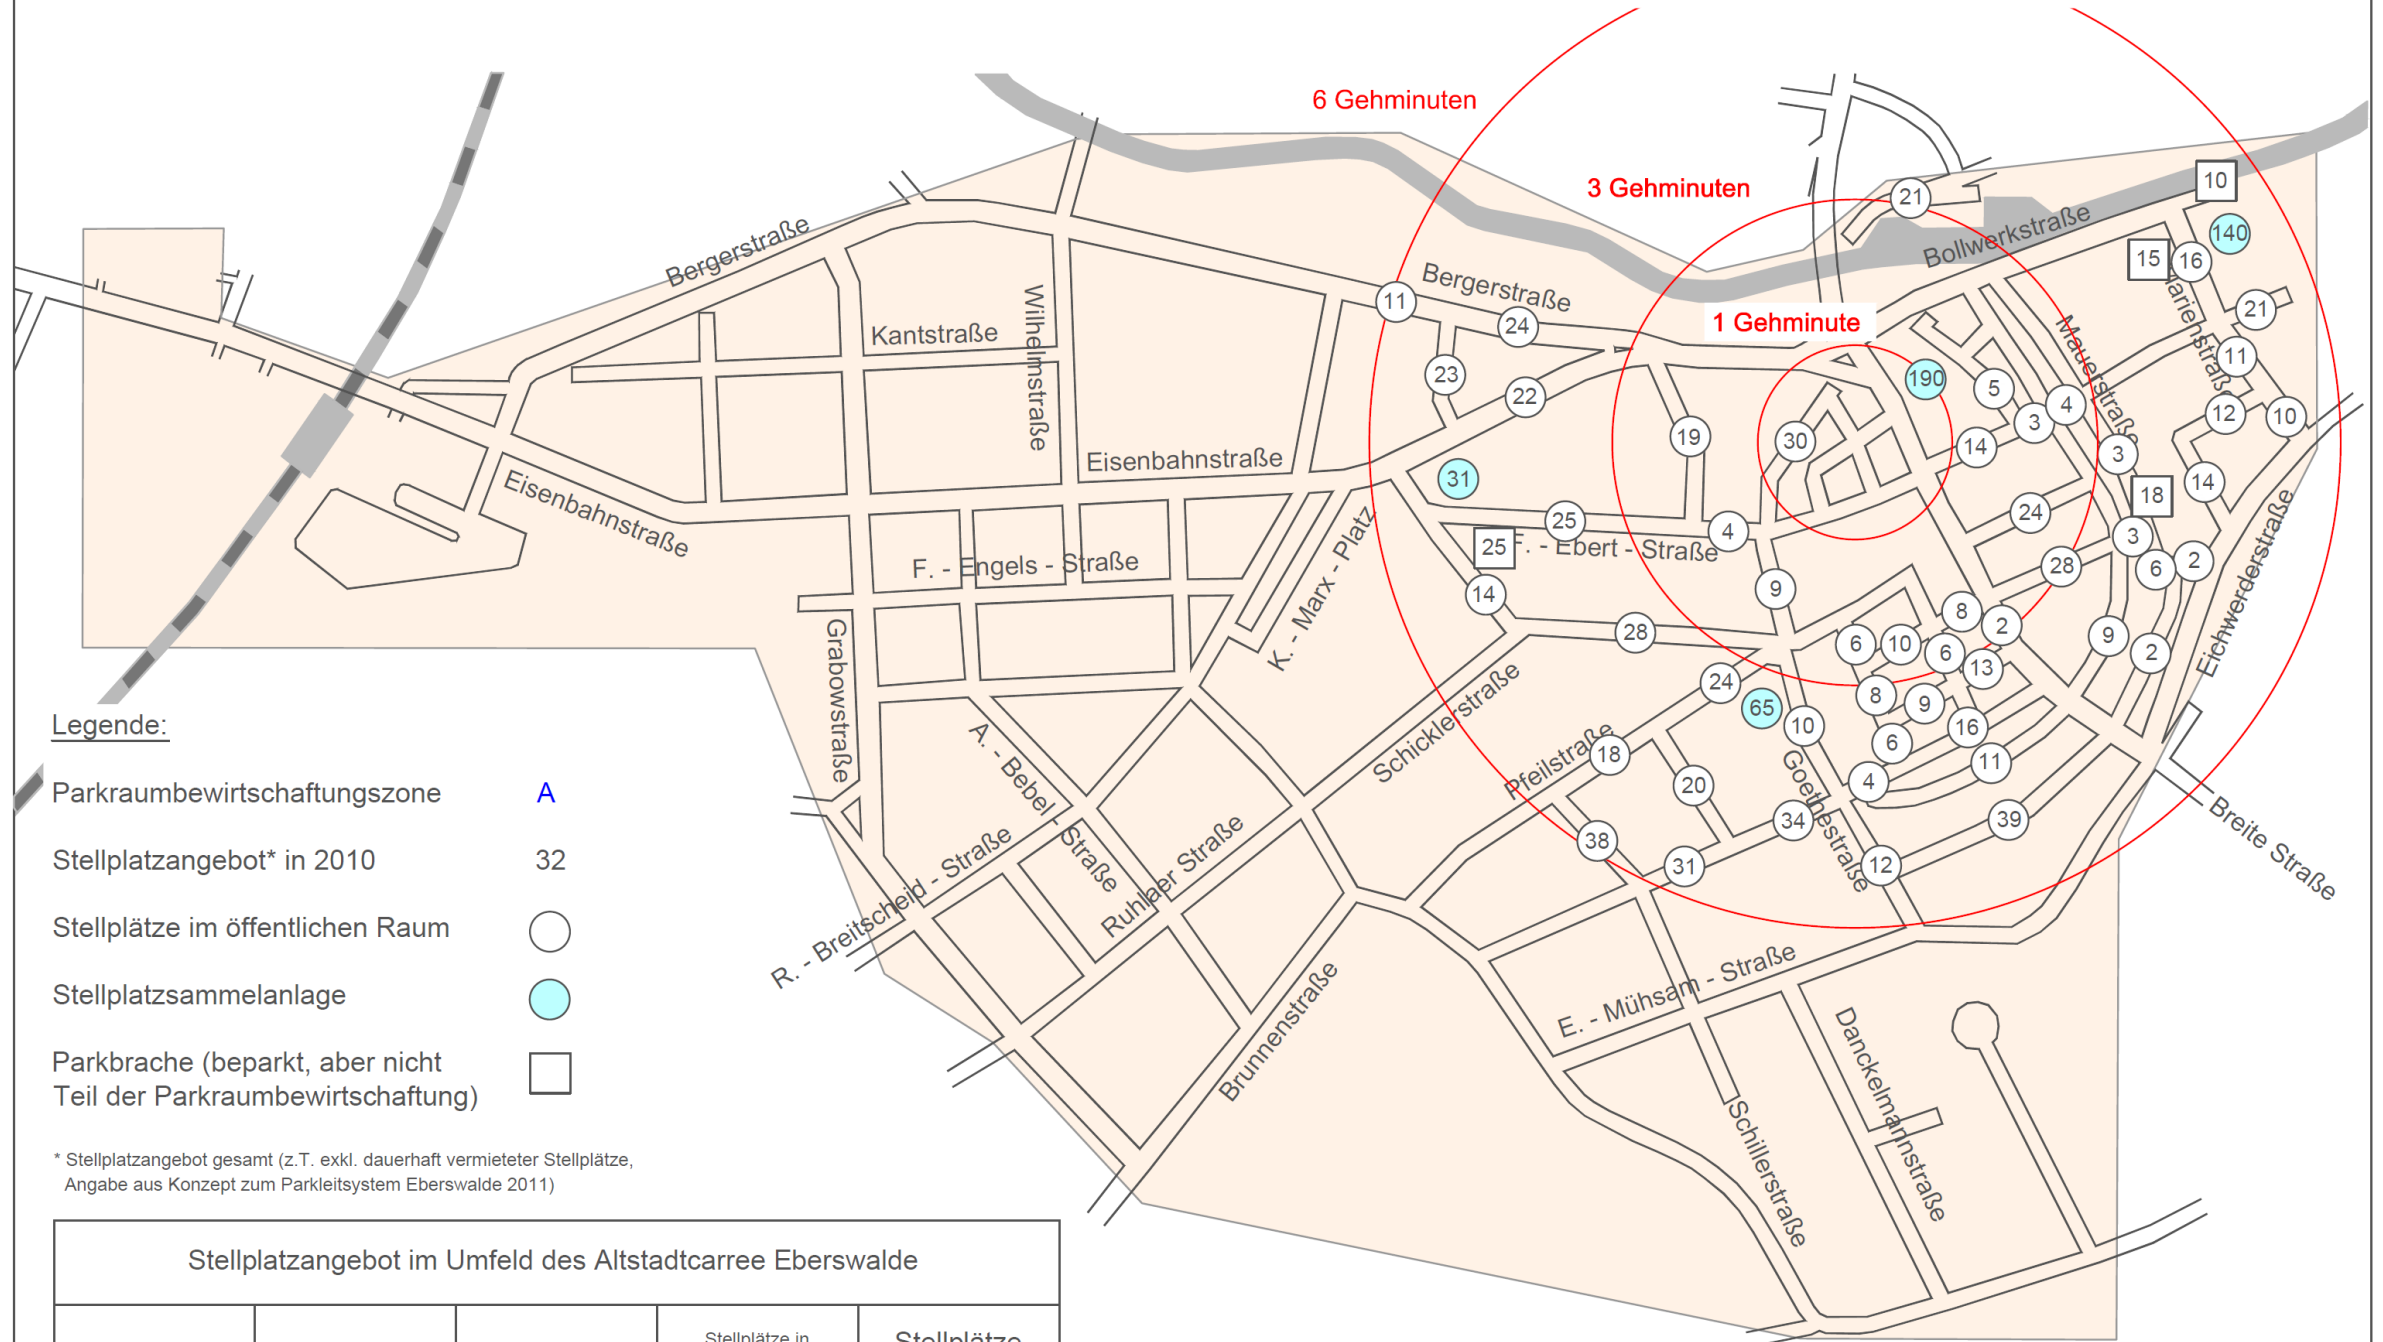 6 Gehminuten
3 Gehminuten
1 Gehminute
21
10
140
15
16
Bollwerkstraße
Bergerstraße
Bergerstraße
11
24
21
Marienstraße
Mauerstraße
11
Kantstraße
Wilhelmstraße
23
22
190
5
4
3
12
10
19
30
14
3
Eisenbahnstraße
31
14
18
Eisenbahnstraße
25
4
24
3
25
F. - Ebert - Straße
F. - Engels - Straße
K. - Marx - Platz
28
6
2
Eichwerderstraße
14
9
8
2
28
6
10
6
13
9
2
Grabowstraße
24
8
9
65
10
16
Schicklerstraße
Pfeilstraße
18
6
11
A. - Bebel - Straße
Goethestraße
20
4
34
39
Breite Straße
38
31
12
R. - Breitscheid - Straße
Ruhlaer Straße
Brunnenstraße
E. - Mühsam - Straße
Danckelmannstraße
Schillerstraße
Legende:
Parkraumbewirtschaftungszone A
Stellplatzangebot* in 2010 32
Stellplätze im öffentlichen Raum
Stellplatzsammelanlage
Parkbrache (beparkt, aber nicht
Teil der Parkraumbewirtschaftung)
* Stellplatzangebot gesamt (z.T. exkl. dauerhaft vermieteter Stellplätze,
Angabe aus Konzept zum Parkleitsystem Eberswalde 2011)
Stellplatzangebot im Umfeld des Altstadtcarree Eberswalde
Stellplätze in
Stellplätze